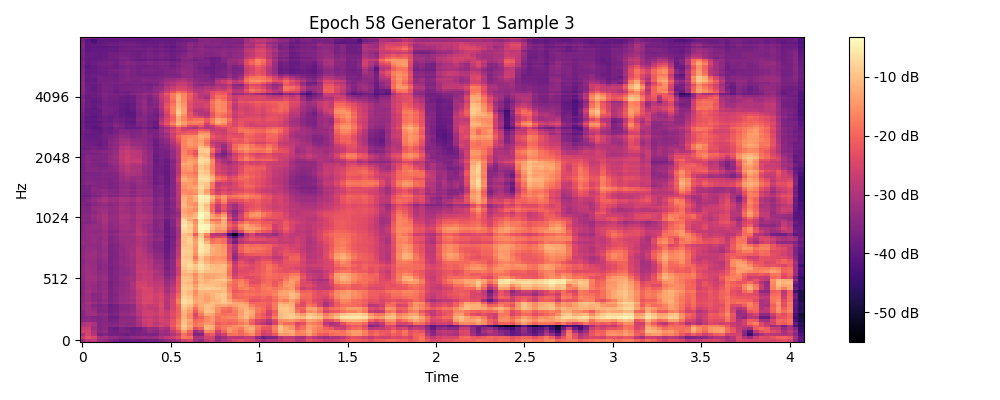 Epoch 58 Generator 1 Sample 3
Hz
4096
2048
1024
512
0
0 0.5 1 1.5 2 2.5 3 3.5 4
Time
-10 dB
-20 dB
-30 dB
-40 dB
-50 dB